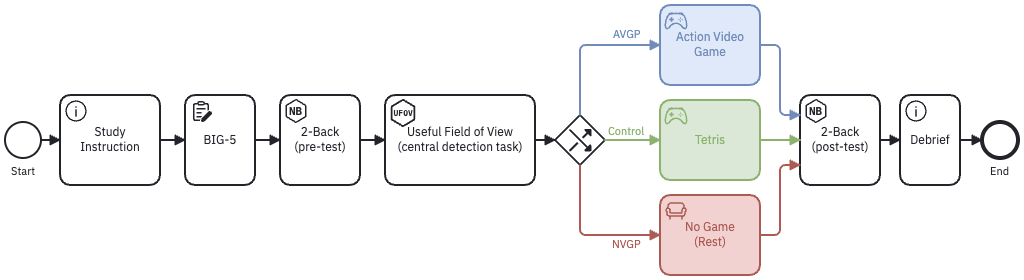 Start
Study
Instruction
BIG-5
NB
2-Back
(pre-test)
UFOV
Useful Field of View
(central detection task)
AVGP
Control
NVGP
Action Video
Game
Tetris
No Game
(Rest)
NB
2-Back
(post-test)
Debrief
End